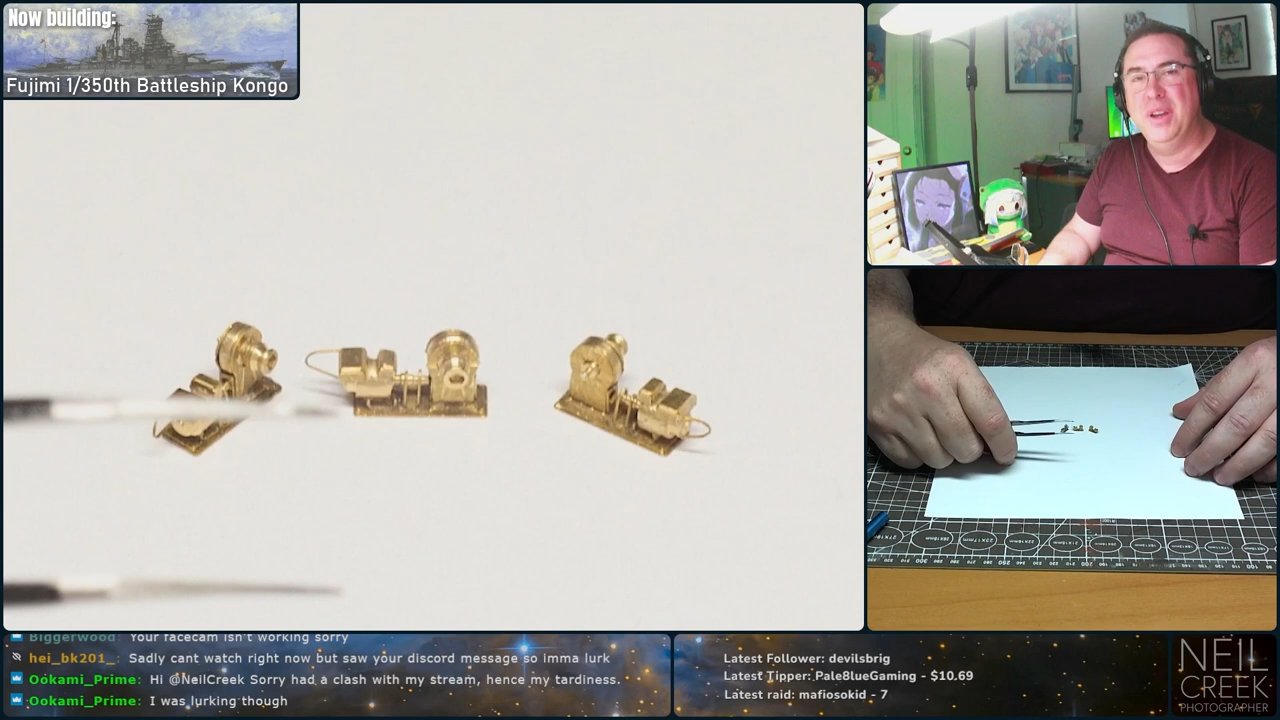 Now building:
Fujimi 1/350th Battleship Kongo
Biggerwood: Your facecam isn't working sorry
hei_bk201_: Sadly cant watch right now but saw your discord message so imma lurk
Ookami_Prime: Hi @NeilCreek Sorry had a clash with my stream, hence my tardiness.
Ookami_Prime: I was lurking though
Latest Follower: devilsbrig
Latest Tipper: Pale8lueGaming - $10.69
Latest raid: mafiosokid - 7
NEIL
CREEK
PHOTOGRAPHER